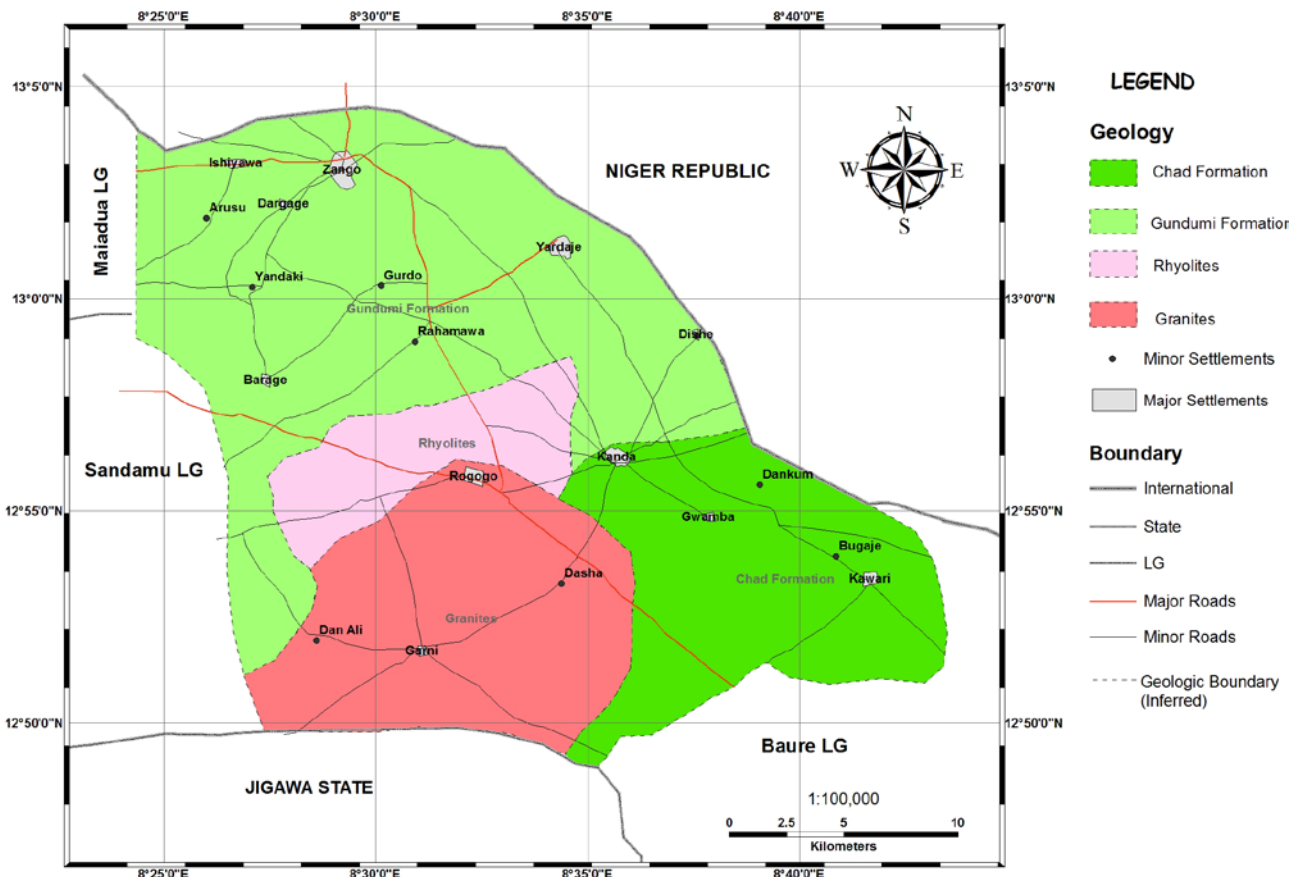 8°25'0"E
8°30'0"E
8°35'0"E
8°40'0"E
13°5'0"N
13°5'0"N
LEGEND
N
W
E
S
Geology
Chad Formation
Gundumi Formation
Rhyolites
Granites
Minor Settlements
Major Settlements
Boundary
International
State
LG
Major Roads
Minor Roads
Geologic Boundary
(Inferred)
NIGER REPUBLIC
Maiadua LG
Ishiyawa
Zango
Dargage
Arusu
Yardaje
Yandaki
Gurdo
13°0'0"N
13°0'0"N
Gundumi Formation
Rahamawa
Dishe
Barage
Rhyolites
Sandamu LG
Rogogo
Kanda
Dankum
12°55'0"N
12°55'0"N
Gwamba
Bugaje
Dasha
Chad Formation
Kawari
Granites
Dan Ali
Garni
12°50'0"N
12°50'0"N
Baure LG
JIGAWA STATE
1:100,000
0
2.5
5
10
Kilometers
8°25'0"E
8°30'0"E
8°35'0"E
8°40'0"E